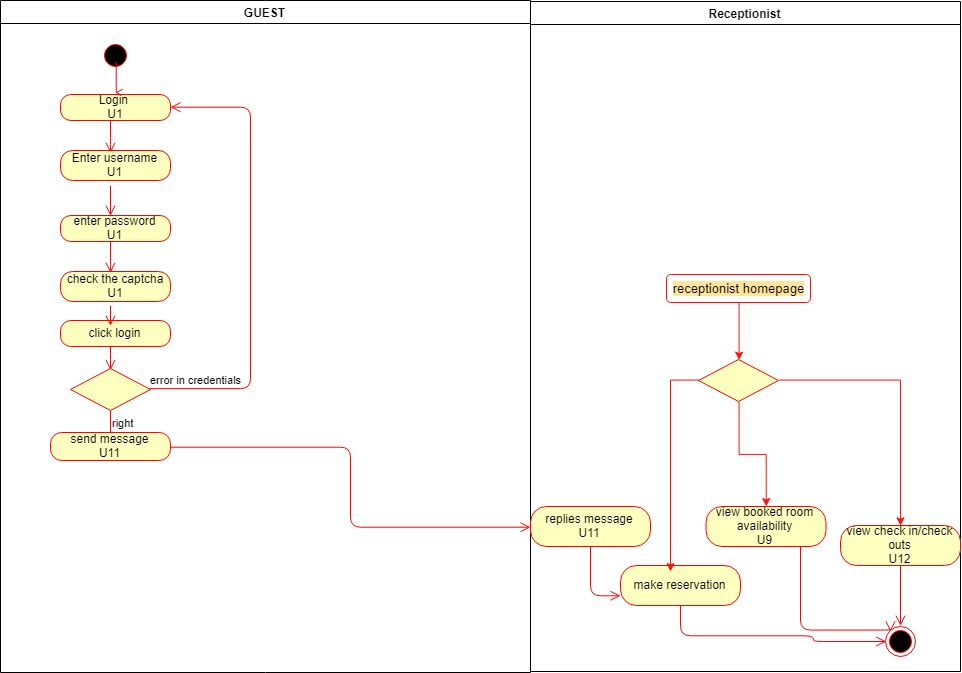 GUEST
Receptionist
Login
U1
Enter username
U1
enter password
U1
check the captcha
U1
click login
error in credentials
right
send message
U11
receptionist homepage
replies message
U11
view booked room
availability
U9
view check in/check
outs
U12
make reservation